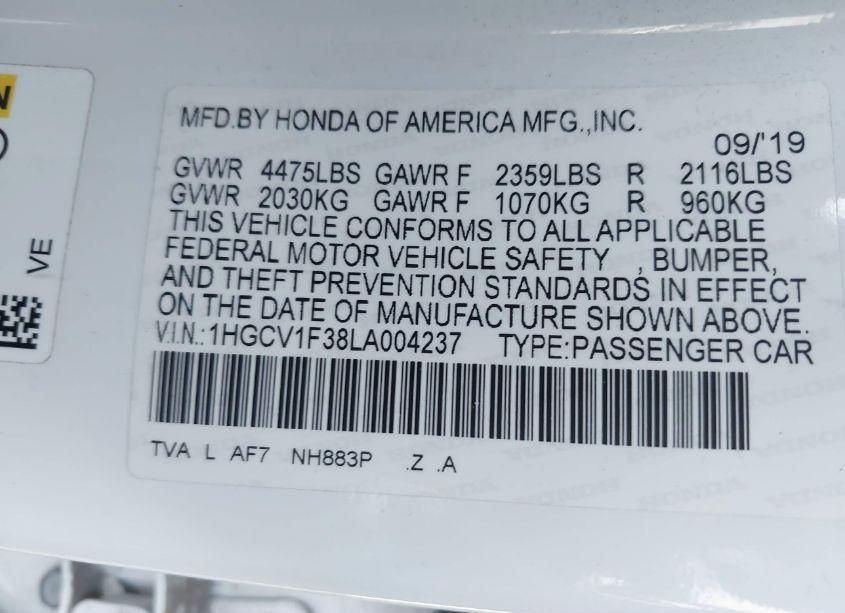 N
VE
MFD.BY HONDA OF AMERICA MFG.,INC.
09/'19
GVWR 4475LBS GAWR F 2359LBS R 2116LBS
GVWR 2030KG GAWR F 1070KG R 960KG
THIS VEHICLE CONFORMS TO ALL APPLICABLE
FEDERAL MOTOR VEHICLE SAFETY , BUMPER,
AND THEFT PREVENTION STANDARDS IN EFFECT
ON THE DATE OF MANUFACTURE SHOWN ABOVE.
V.I.N.:1HGCV1F38LA004237 TYPE:PASSENGER CAR
TVA L AF7 NH883P .Z .A